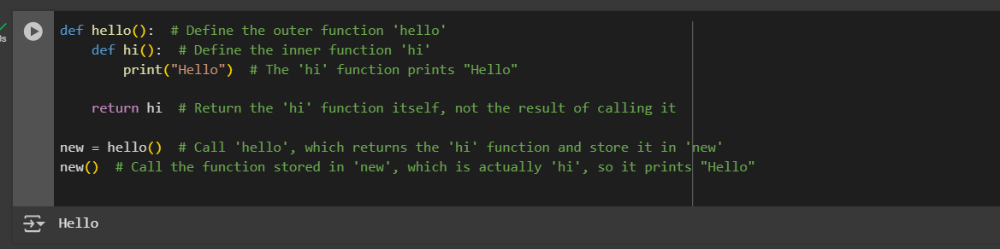 def hello():  # Define the outer function 'hello'
    def hi():  # Define the inner function 'hi'
        print("Hello")  # The 'hi' function prints "Hello"
    return hi  # Return the 'hi' function itself, not the result of calling it
new = hello()  # Call 'hello', which returns the 'hi' function and store it in 'new'
new()  # Call the function stored in 'new', which is actually 'hi', so it prints "Hello"
Hello